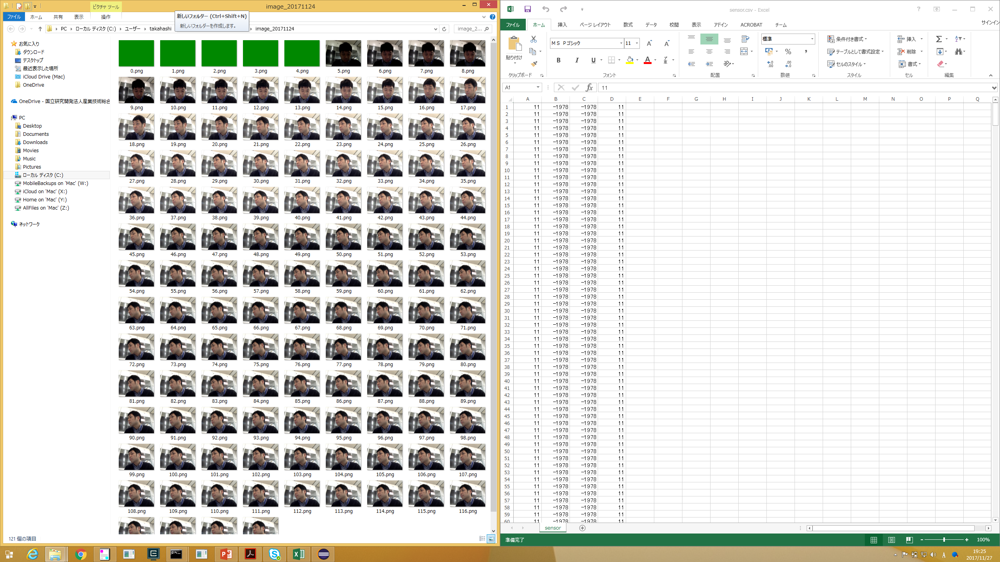 ピクチャ ツール
image_20171124
ファイル ホーム 共有 表示 操作
新しいフォルダー (Ctrl+Shift+N)
新しいフォルダーを作成します。
PC ローカル ディスク (C:) ユーザー takahashi image_20171124
image_2...
お気に入り
ダウンロード
デスクトップ
最近表示した場所
iCloud Drive (Mac)
OneDrive
OneDrive - 国立研究開発法人産業技術総合
PC
Desktop
Documents
Downloads
Movies
Music
Pictures
ローカル ディスク (C:)
MobileBackups on 'Mac' (W:)
iCloud on 'Mac' (X:)
Home on 'Mac' (Y:)
AllFiles on 'Mac' (Z:)
ネットワーク
0.png 1.png 2.png 3.png 4.png 5.png 6.png 7.png 8.png
9.png 10.png 11.png 12.png 13.png 14.png 15.png 16.png 17.png
18.png 19.png 20.png 21.png 22.png 23.png 24.png 25.png 26.png
27.png 28.png 29.png 30.png 31.png 32.png 33.png 34.png 35.png
36.png 37.png 38.png 39.png 40.png 41.png 42.png 43.png 44.png
45.png 46.png 47.png 48.png 49.png 50.png 51.png 52.png 53.png
54.png 55.png 56.png 57.png 58.png 59.png 60.png 61.png 62.png
63.png 64.png 65.png 66.png 67.png 68.png 69.png 70.png 71.png
72.png 73.png 74.png 75.png 76.png 77.png 78.png 79.png 80.png
81.png 82.png 83.png 84.png 85.png 86.png 87.png 88.png 89.png
90.png 91.png 92.png 93.png 94.png 95.png 96.png 97.png 98.png
99.png 100.png 101.png 102.png 103.png 104.png 105.png 106.png 107.png
108.png 109.png 110.png 111.png 112.png 113.png 114.png 115.png 116.png
121 個の項目
sensor.csv - Excel
サインイン
ファイル ホーム 挿入 ページ レイアウト 数式 データ 校閲 表示 アドイン ACROBAT チーム
貼り付け
クリップボード
ＭＳ Ｐゴシック 11
B I U
フォント
配置
標準
数値
条件付き書式
テーブルとして書式設定
セルのスタイル
スタイル
挿入
削除
書式
セル
編集
A1 fx 11
A B C D E F G H I J K L M N O P Q
1 11 -1978 -1978 11
2 11 -1978 -1978 11
3 11 -1978 -1978 11
4 11 -1978 -1978 11
5 11 -1978 -1978 11
6 11 -1978 -1978 11
7 11 -1978 -1978 11
8 11 -1978 -1978 11
9 11 -1978 -1978 11
10 11 -1978 -1978 11
11 11 -1978 -1978 11
12 11 -1978 -1978 11
13 11 -1978 -1978 11
14 11 -1978 -1978 11
15 11 -1978 -1978 11
16 11 -1978 -1978 11
17 11 -1978 -1978 11
18 11 -1978 -1978 11
19 11 -1978 -1978 11
20 11 -1978 -1978 11
21 11 -1978 -1978 11
22 11 -1978 -1978 11
23 11 -1978 -1978 11
24 11 -1978 -1978 11
25 11 -1978 -1978 11
26 11 -1978 -1978 11
27 11 -1978 -1978 11
28 11 -1978 -1978 11
29 11 -1978 -1978 11
30 11 -1978 -1978 11
31 11 -1978 -1978 11
32 11 -1978 -1978 11
33 11 -1978 -1978 11
34 11 -1978 -1978 11
35 11 -1978 -1978 11
36 11 -1978 -1978 11
37 11 -1978 -1978 11
38 11 -1978 -1978 11
39 11 -1978 -1978 11
40 11 -1978 -1978 11
41 11 -1978 -1978 11
42 11 -1978 -1978 11
43 11 -1978 -1978 11
44 11 -1978 -1978 11
45 11 -1978 -1978 11
46 11 -1978 -1978 11
47 11 -1978 -1978 11
48 11 -1978 -1978 11
49 11 -1978 -1978 11
50 11 -1978 -1978 11
51 11 -1978 -1978 11
52 11 -1978 -1978 11
53 11 -1978 -1978 11
54 11 -1978 -1978 11
55 11 -1978 -1978 11
56 11 -1978 -1978 11
57 11 -1978 -1978 11
58 11 -1978 -1978 11
59 11 -1978 -1978 11
60 11 -1978 -1978 11
sensor
準備完了
100%
19:25
2017/11/27